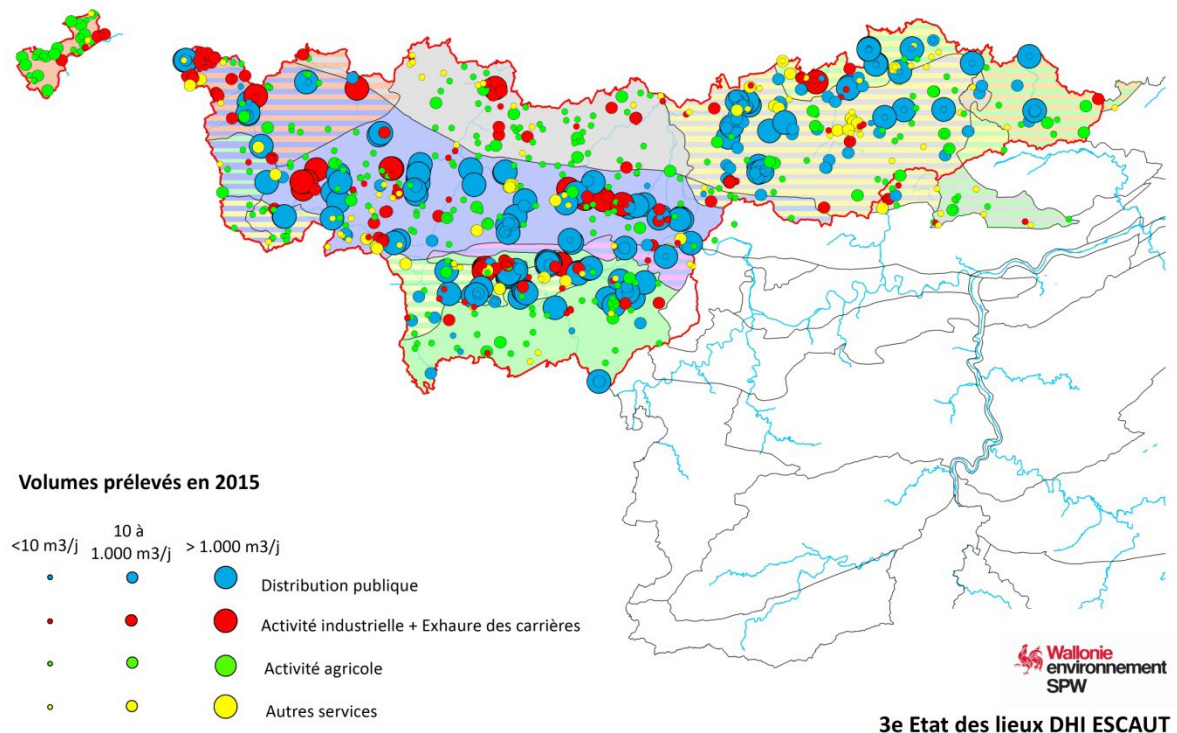 Volumes prélevés en 2015
<10 m3/j
10 à
1.000 m3/j
> 1.000 m3/j
Distribution publique
Activité industrielle + Exhaure des carrières
Activité agricole
Autres services
Wallonie
environnement
SPW
3e Etat des lieux DHI ESCAUT